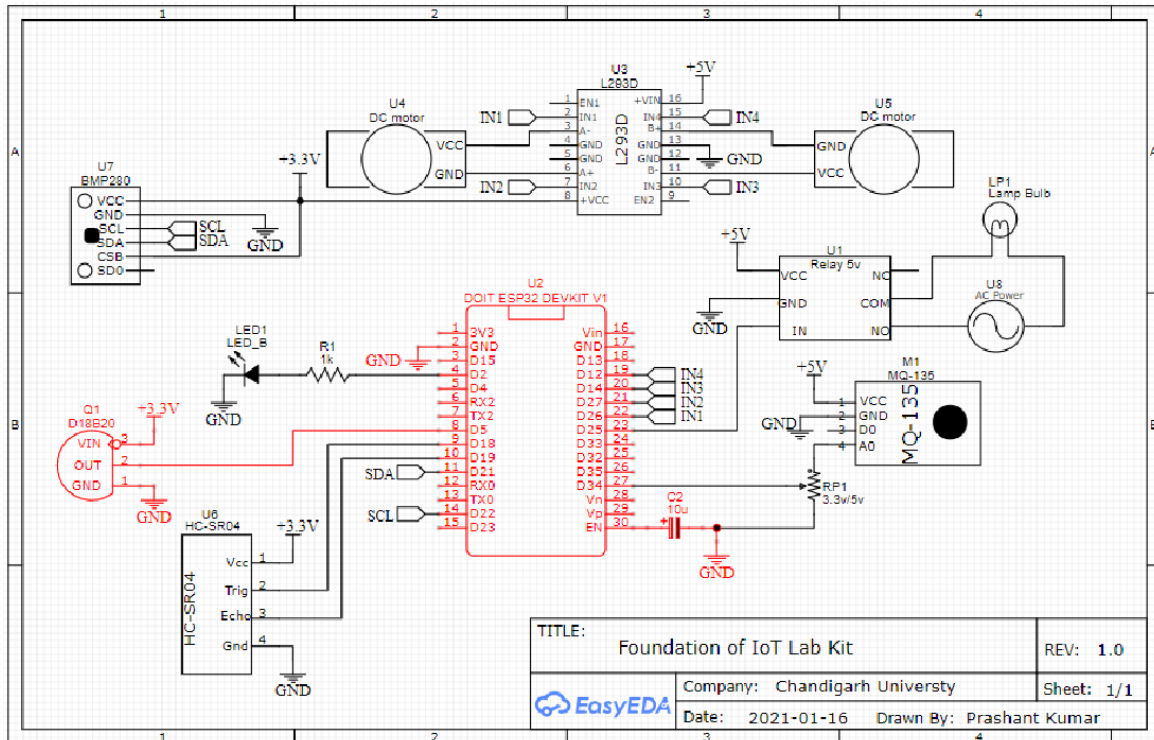 1 2 3 4
A
A
B
U3
L293D
+5V
1 EN1 +VIN 16
IN1 2 IN1 IN4 15 IN4
3 A- B+ 14
4 GND GND 13 GND
5 GND GND 12
6 A+ B- 11
IN2 7 IN2 IN3 10 IN3
8 +VCC EN2 9
L293D
U4
DC motor
VCC
GND
U5
DC motor
GND
VCC
+3.3V
U7
BMP280
VCC
GND
SCL SCL
SDA SDA
CSB
SDO
GND
LP1
Lamp Bulb
+5V
U1
Relay 5v
VCC NC
GND COM
IN NO
GND
U8
AC Power
U2
DOIT ESP32 DEVKIT V1
1 3V3 Vin 16
GND 2 GND GND 17
3 D15 D13 18
4 D2 D12 19 IN4
5 D4 D14 20 IN3
6 RX2 D27 21 IN2
7 TX2 D26 22 IN1
8 D5 D25 23
9 D18 D33 24
10 D19 D32 25
SDA 11 D21 D35 26
12 RX0 D34 27
13 TX0 Vn 28
SCL 14 D22 Vp 29
15 D23 EN 30
LED1
LED_B
R1
1k
GND
Q1
D18B20
+3.3V
VIN 3
OUT 2
GND 1
GND
U6
HC-SR04
+3.3V
HC-SR04
Vcc 1
Trig 2
Echo 3
Gnd 4
GND
+5V
M1
MQ-135
1 VCC
GND 2 GND
3 D0
4 A0
MQ-135
RP1
3.3v/5v
C2
10u
+
GND
TITLE:
Foundation of IoT Lab Kit
REV: 1.0
EasyEDA
Company: Chandigarh Universty
Sheet: 1/1
Date: 2021-01-16 Drawn By: Prashant Kumar
1 2 3 4